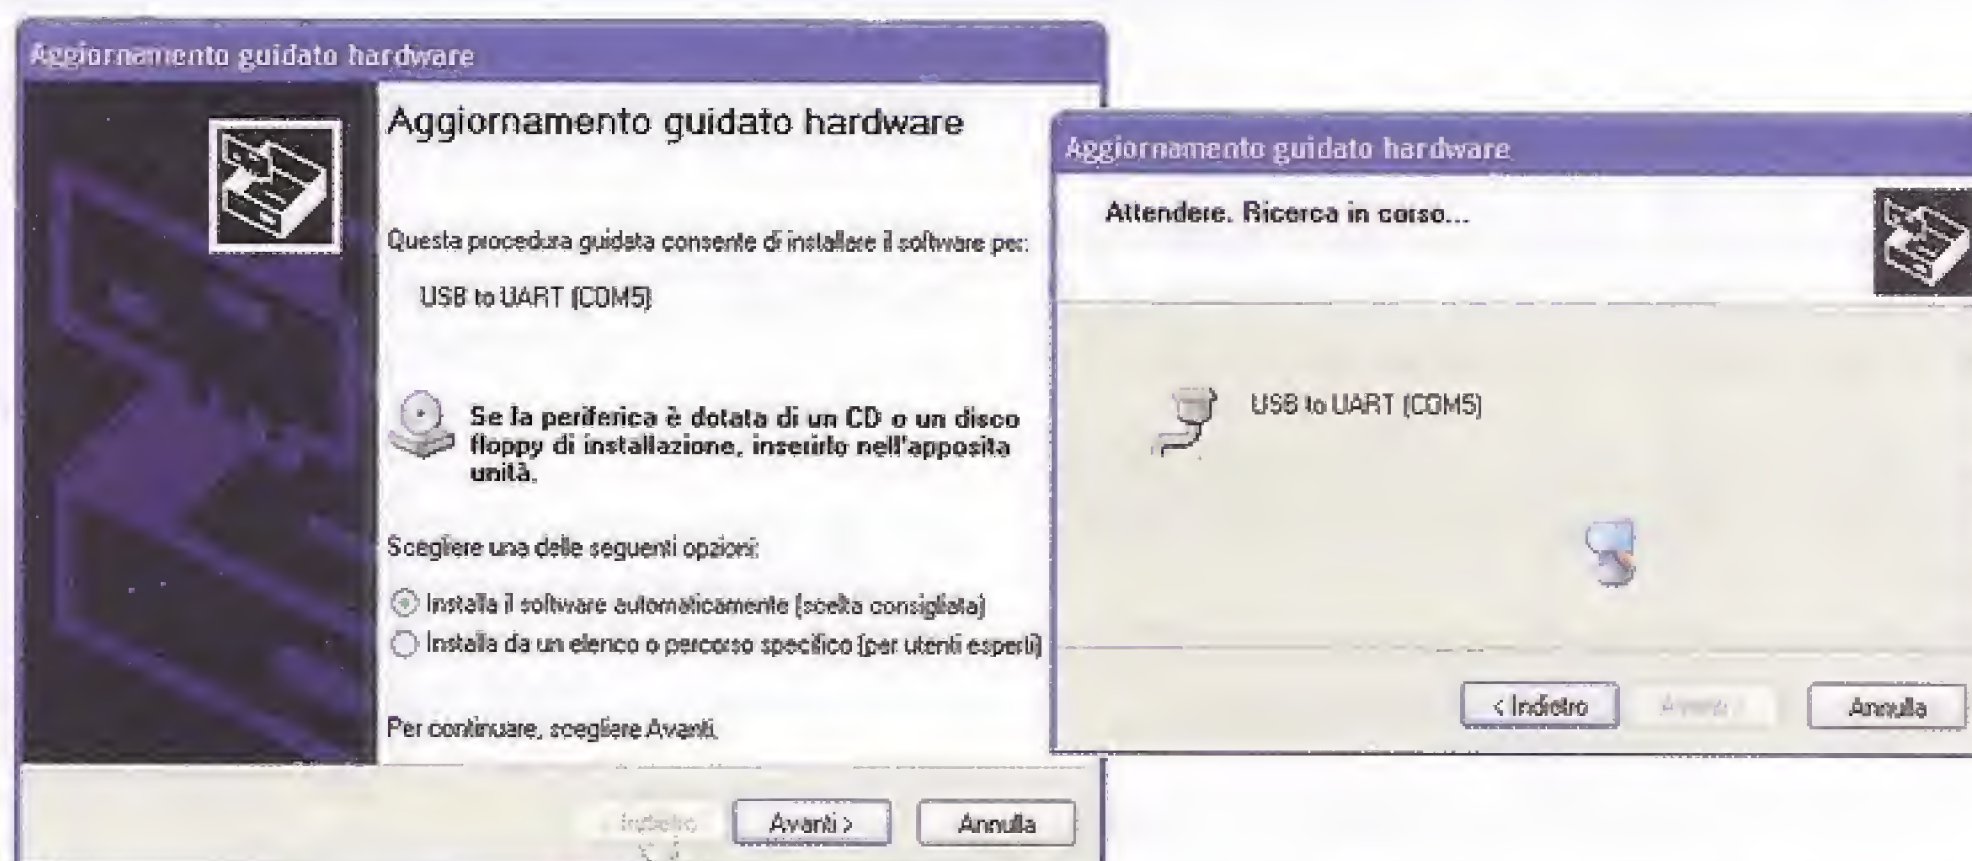 Aggiornamento guidato hardware
Aggiornamento guidato hardware
Questa procedura guidata consente di installare il software per:
USB to UART (COM5)
Se la periferica è dotata di un CD o un disco
floppy di installazione, inserirlo nell'apposita
unità.
Scegliere una delle seguenti opzioni:
Installa il software automaticamente (scelta consigliata)
Installa da un elenco o percorso specifico (per utenti esperti)
Per continuare, scegliere Avanti.
< Indietro
Avanti >
Annulla
Aggiornamento guidato hardware
Attendere. Ricerca in corso...
USB to UART (COM5)
< Indietro
Avanti >
Annulla